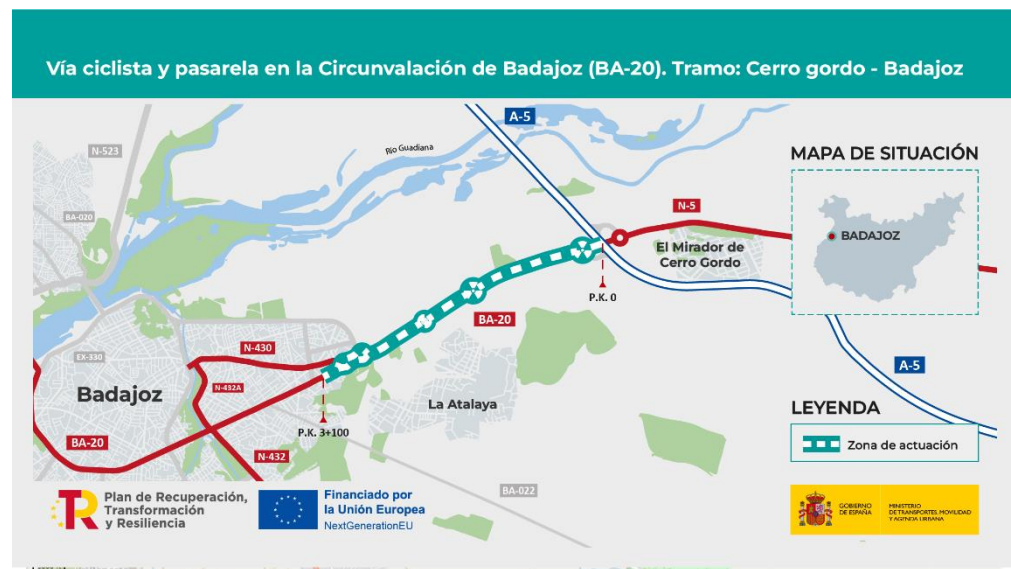 Vía ciclista y pasarela en la Circunvalación de Badajoz (BA-20). Tramo: Cerro gordo - Badajoz
A-5
N-523
Río Guadiana
MAPA DE SITUACIÓN
BA-020
N-5
BADAJOZ
El Mirador de
Cerro Gordo
P.K. 0
BA-20
EX-330
N-430
A-5
Badajoz
N-432A
La Atalaya
LEYENDA
P.K. 3+100
BA-20
Zona de actuación
N-432
BA-022
Plan de Recuperación,
Transformación
y Resiliencia
Financiado por
la Unión Europea
NextGenerationEU
GOBIERNO
DE ESPAÑA
MINISTERIO
DE TRANSPORTES, MOVILIDAD
Y AGENDA URBANA